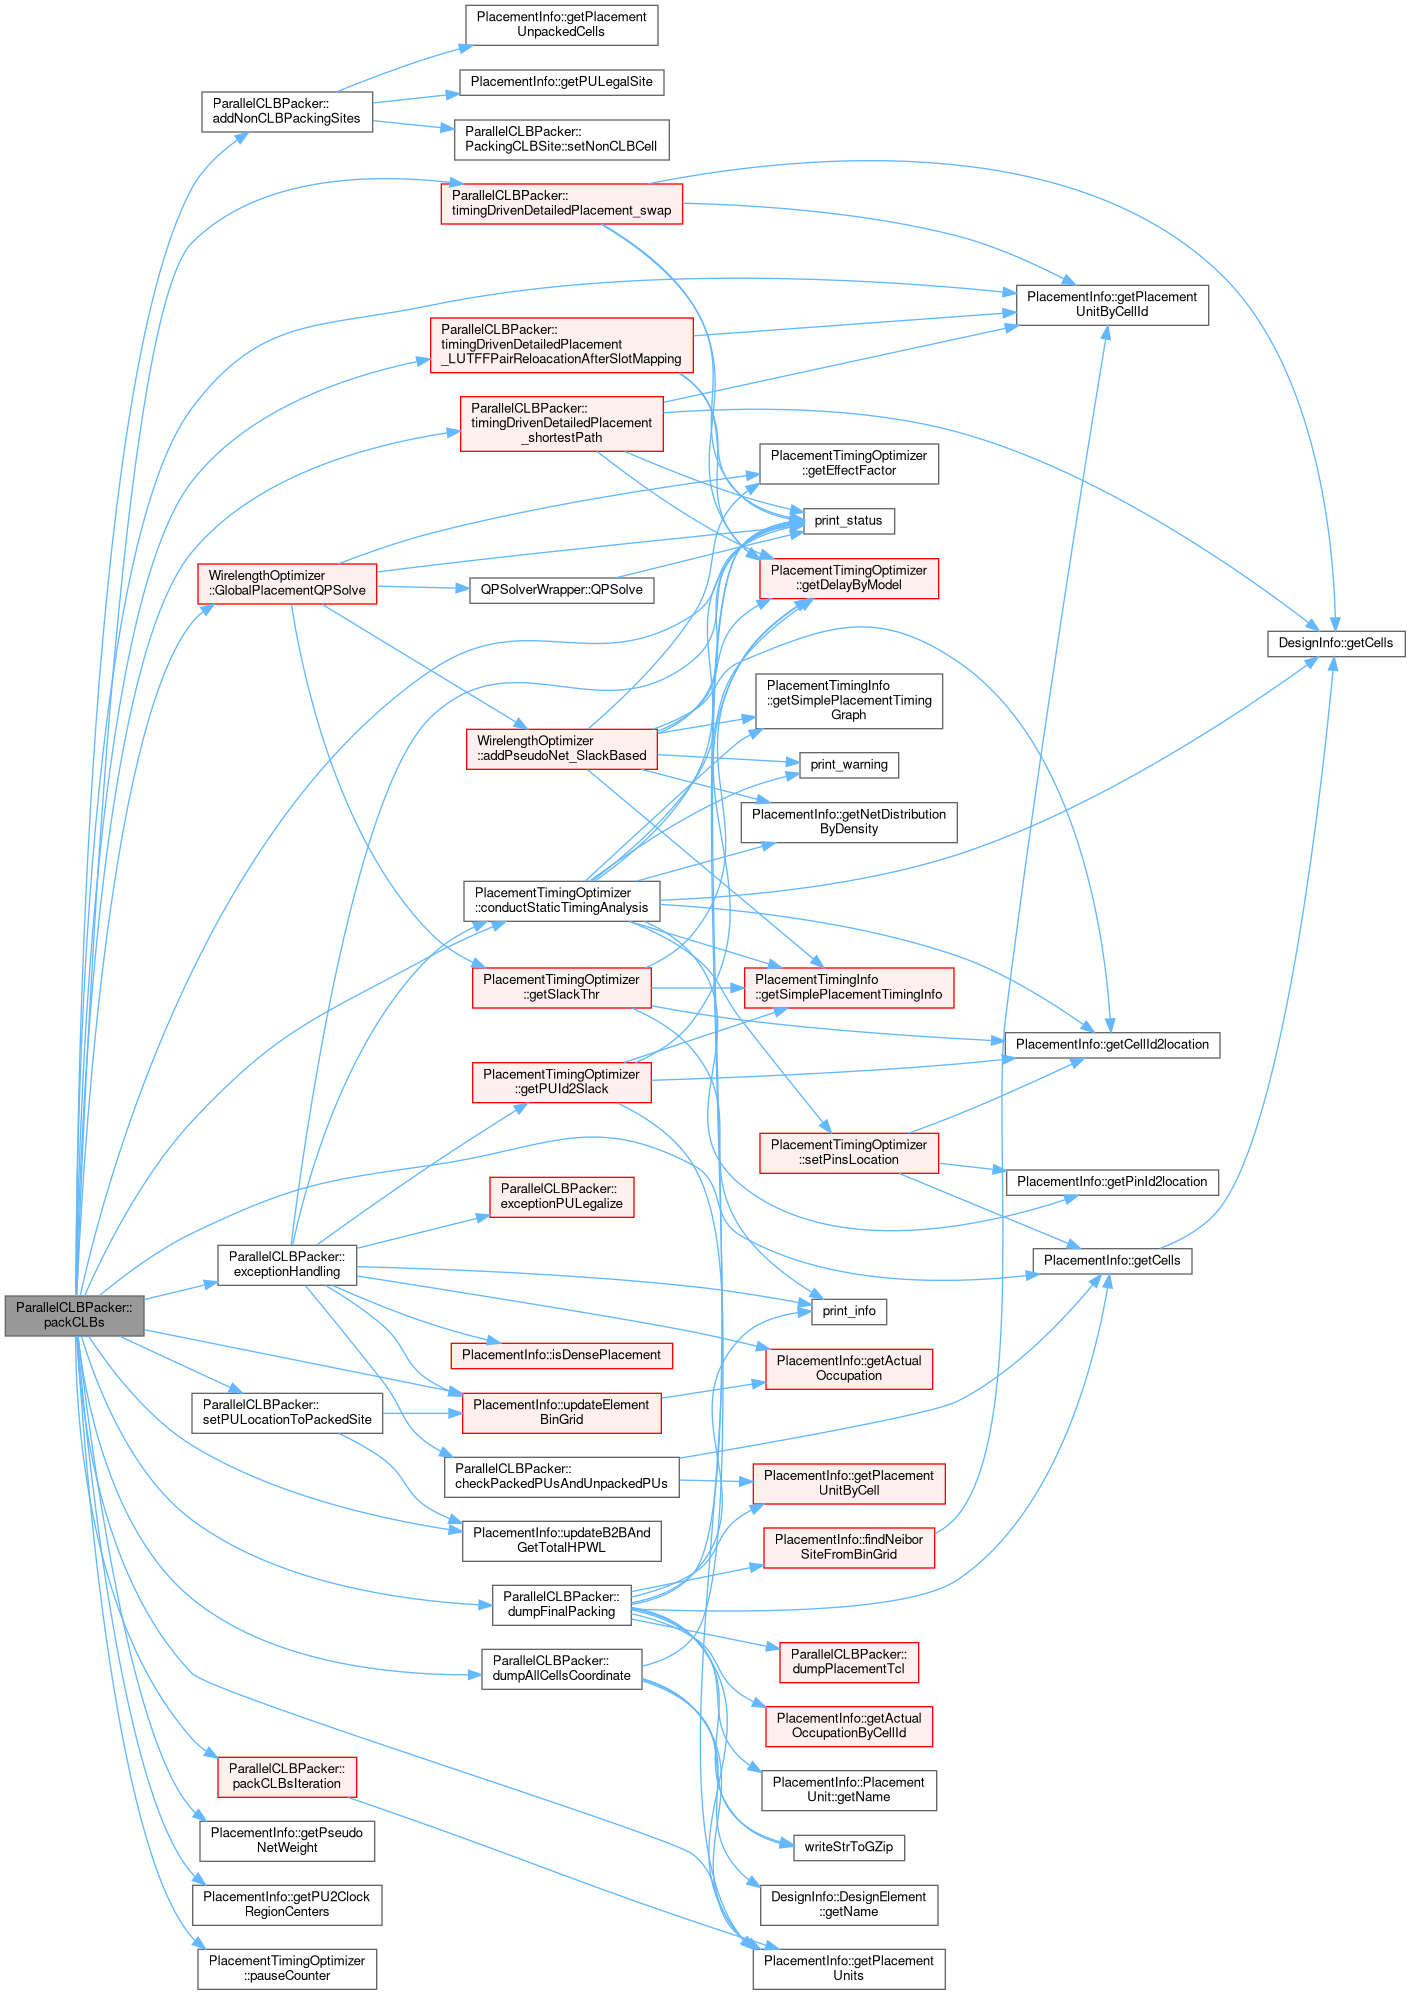 PlacementInfo::getPlacement
UnpackedCells
PlacementInfo::getPULegalSite
ParallelCLBPacker::
addNonCLBPackingSites
ParallelCLBPacker::
PackingCLBSite::setNonCLBCell
ParallelCLBPacker::
timingDrivenDetailedPlacement_swap
PlacementInfo::getPlacement
UnitByCellId
ParallelCLBPacker::
timingDrivenDetailedPlacement
_LUTFFPairReloacationAfterSlotMapping
ParallelCLBPacker::
timingDrivenDetailedPlacement
_shortestPath
PlacementTimingOptimizer
::getEffectFactor
print_status
WirelengthOptimizer
::GlobalPlacementQPSolve
QPSolverWrapper::QPSolve
PlacementTimingOptimizer
::getDelayByModel
DesignInfo::getCells
PlacementTimingInfo
::getSimplePlacementTiming
Graph
WirelengthOptimizer
::addPseudoNet_SlackBased
print_warning
PlacementInfo::getNetDistribution
ByDensity
PlacementTimingOptimizer
::conductStaticTimingAnalysis
PlacementTimingOptimizer
::getSlackThr
PlacementTimingInfo
::getSimplePlacementTimingInfo
PlacementInfo::getCellId2location
PlacementTimingOptimizer
::getPUId2Slack
PlacementTimingOptimizer
::setPinsLocation
PlacementInfo::getPinId2location
ParallelCLBPacker::
exceptionPULegalize
ParallelCLBPacker::
exceptionHandling
PlacementInfo::getCells
ParallelCLBPacker::
packCLBs
print_info
PlacementInfo::isDensePlacement
PlacementInfo::getActual
Occupation
ParallelCLBPacker::
setPULocationToPackedSite
PlacementInfo::updateElement
BinGrid
ParallelCLBPacker::
checkPackedPUsAndUnpackedPUs
PlacementInfo::getPlacement
UnitByCell
PlacementInfo::updateB2BAnd
GetTotalHPWL
PlacementInfo::findNeibor
SiteFromBinGrid
ParallelCLBPacker::
dumpFinalPacking
ParallelCLBPacker::
dumpPlacementTcl
ParallelCLBPacker::
dumpAllCellsCoordinate
PlacementInfo::getActual
OccupationByCellId
ParallelCLBPacker::
packCLBsIteration
PlacementInfo::Placement
Unit::getName
PlacementInfo::getPseudo
NetWeight
writeStrToGZip
PlacementInfo::getPU2Clock
RegionCenters
DesignInfo::DesignElement
::getName
PlacementTimingOptimizer
::pauseCounter
PlacementInfo::getPlacement
Units